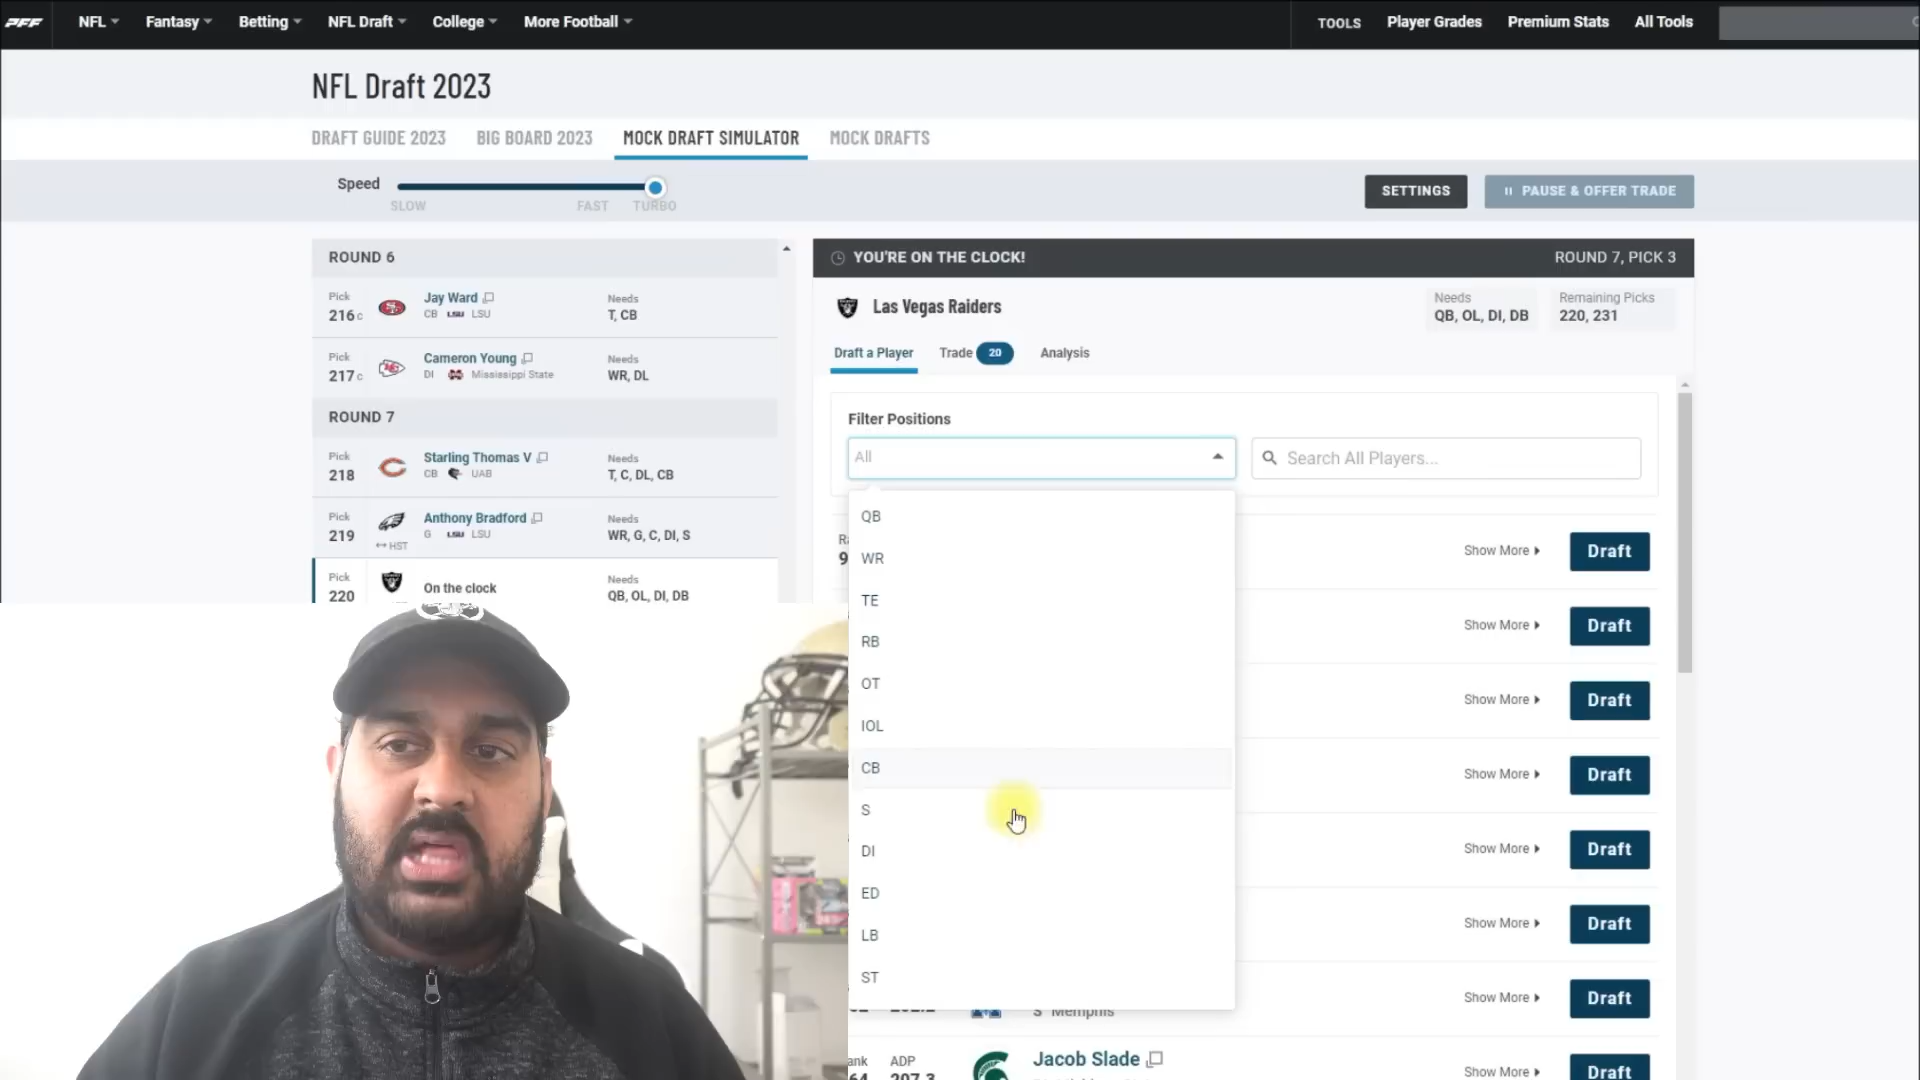 PFF NFL Fantasy Betting NFL Draft College More Football TOOLS Player Grades Premium Stats All Tools
NFL Draft 2023
DRAFT GUIDE 2023 BIG BOARD 2023 MOCK DRAFT SIMULATOR MOCK DRAFTS
Speed
SLOW FAST TURBO
SETTINGS PAUSE & OFFER TRADE
ROUND 6
Pick 216 c Jay Ward CB LSU LSU Needs T, CB
Pick 217 c Cameron Young DI Mississippi State Needs WR, DL
ROUND 7
Pick 218 Starling Thomas V CB UAB Needs T, C, DL, CB
Pick 219 HST Anthony Bradford G LSU LSU Needs WR, G, C, DI, S
Pick 220 On the clock Needs QB, OL, DI, DB
YOU'RE ON THE CLOCK! ROUND 7, PICK 3
Las Vegas Raiders
Needs
QB, OL, DI, DB
Remaining Picks
220, 231
Draft a Player Trade 20 Analysis
Filter Positions
All
Search All Players...
QB
WR
TE
RB
OT
IOL
CB
S
DI
ED
LB
ST
Show More Draft
Show More Draft
Show More Draft
Show More Draft
Show More Draft
Show More Draft
Show More Draft
S Memphis
ADP
207.3
Jacob Slade
Show More Draft